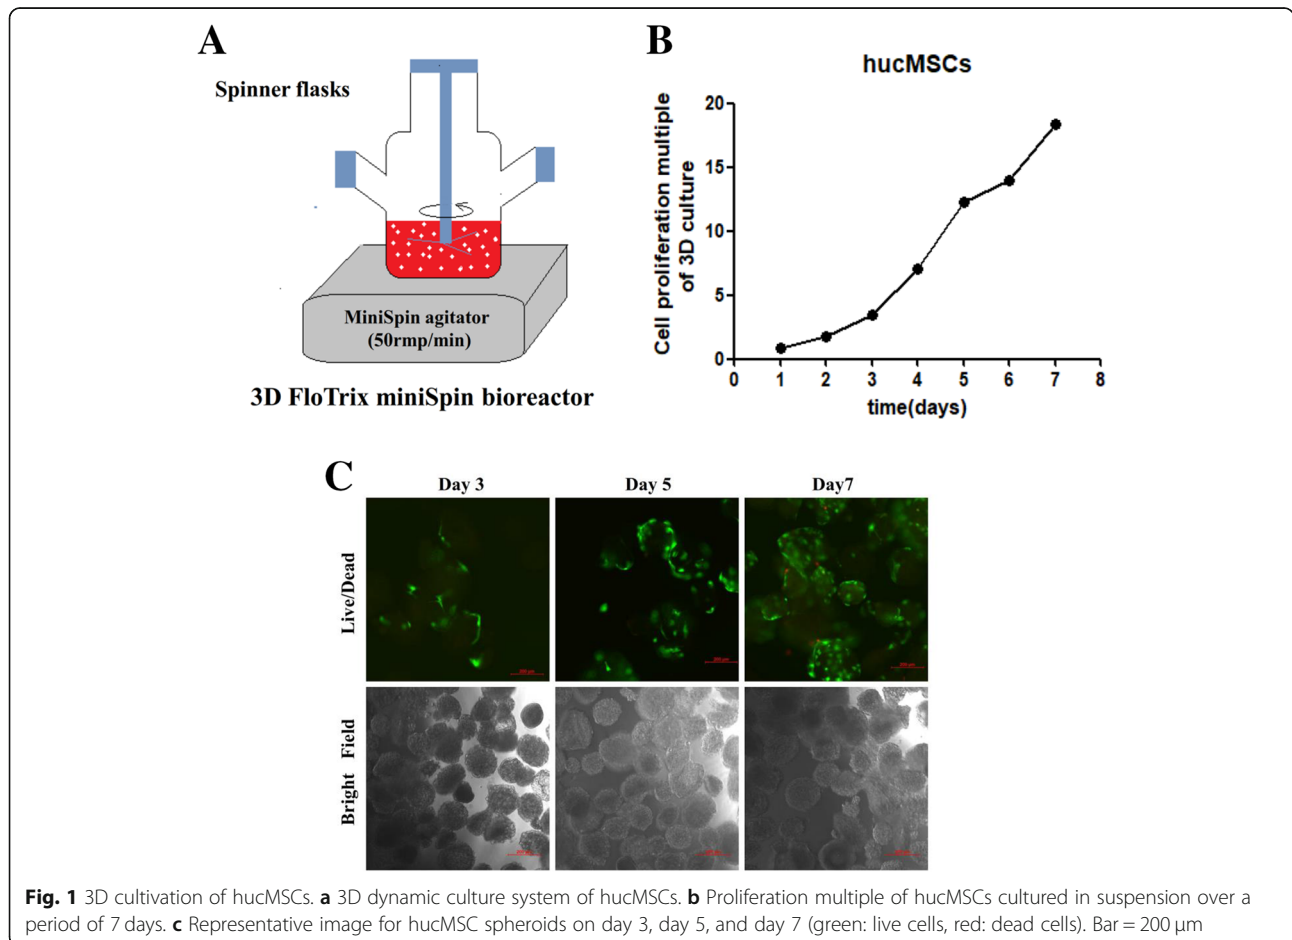 A
Spinner flasks
MiniSpin agitator
(50rmp/min)
3D FloTrix miniSpin bioreactor
B
hucMSCs
Cell proliferation multiple
of 3D culture
20
15
10
5
0
0 1 2 3 4 5 6 7 8
time(days)
C
Day 3 Day 5 Day7
Live/Dead
Bright Field
Fig. 1 3D cultivation of hucMSCs. a 3D dynamic culture system of hucMSCs. b Proliferation multiple of hucMSCs cultured in suspension over a
period of 7 days. c Representative image for hucMSC spheroids on day 3, day 5, and day 7 (green: live cells, red: dead cells). Bar = 200 μm